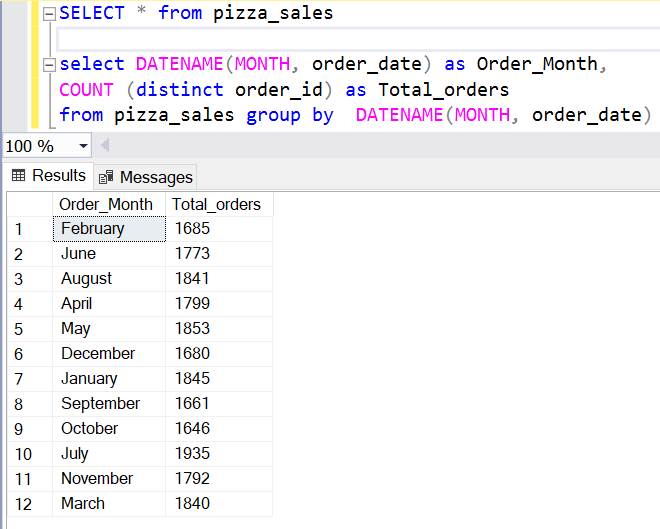 SELECT * from pizza_sales
select DATENAME(MONTH, order_date) as Order_Month,
COUNT (distinct order_id) as Total_orders
from pizza_sales group by  DATENAME(MONTH, order_date)
100 %
Results Messages
Order_Month Total_orders
1 February 1685
2 June 1773
3 August 1841
4 April 1799
5 May 1853
6 December 1680
7 January 1845
8 September 1661
9 October 1646
10 July 1935
11 November 1792
12 March 1840